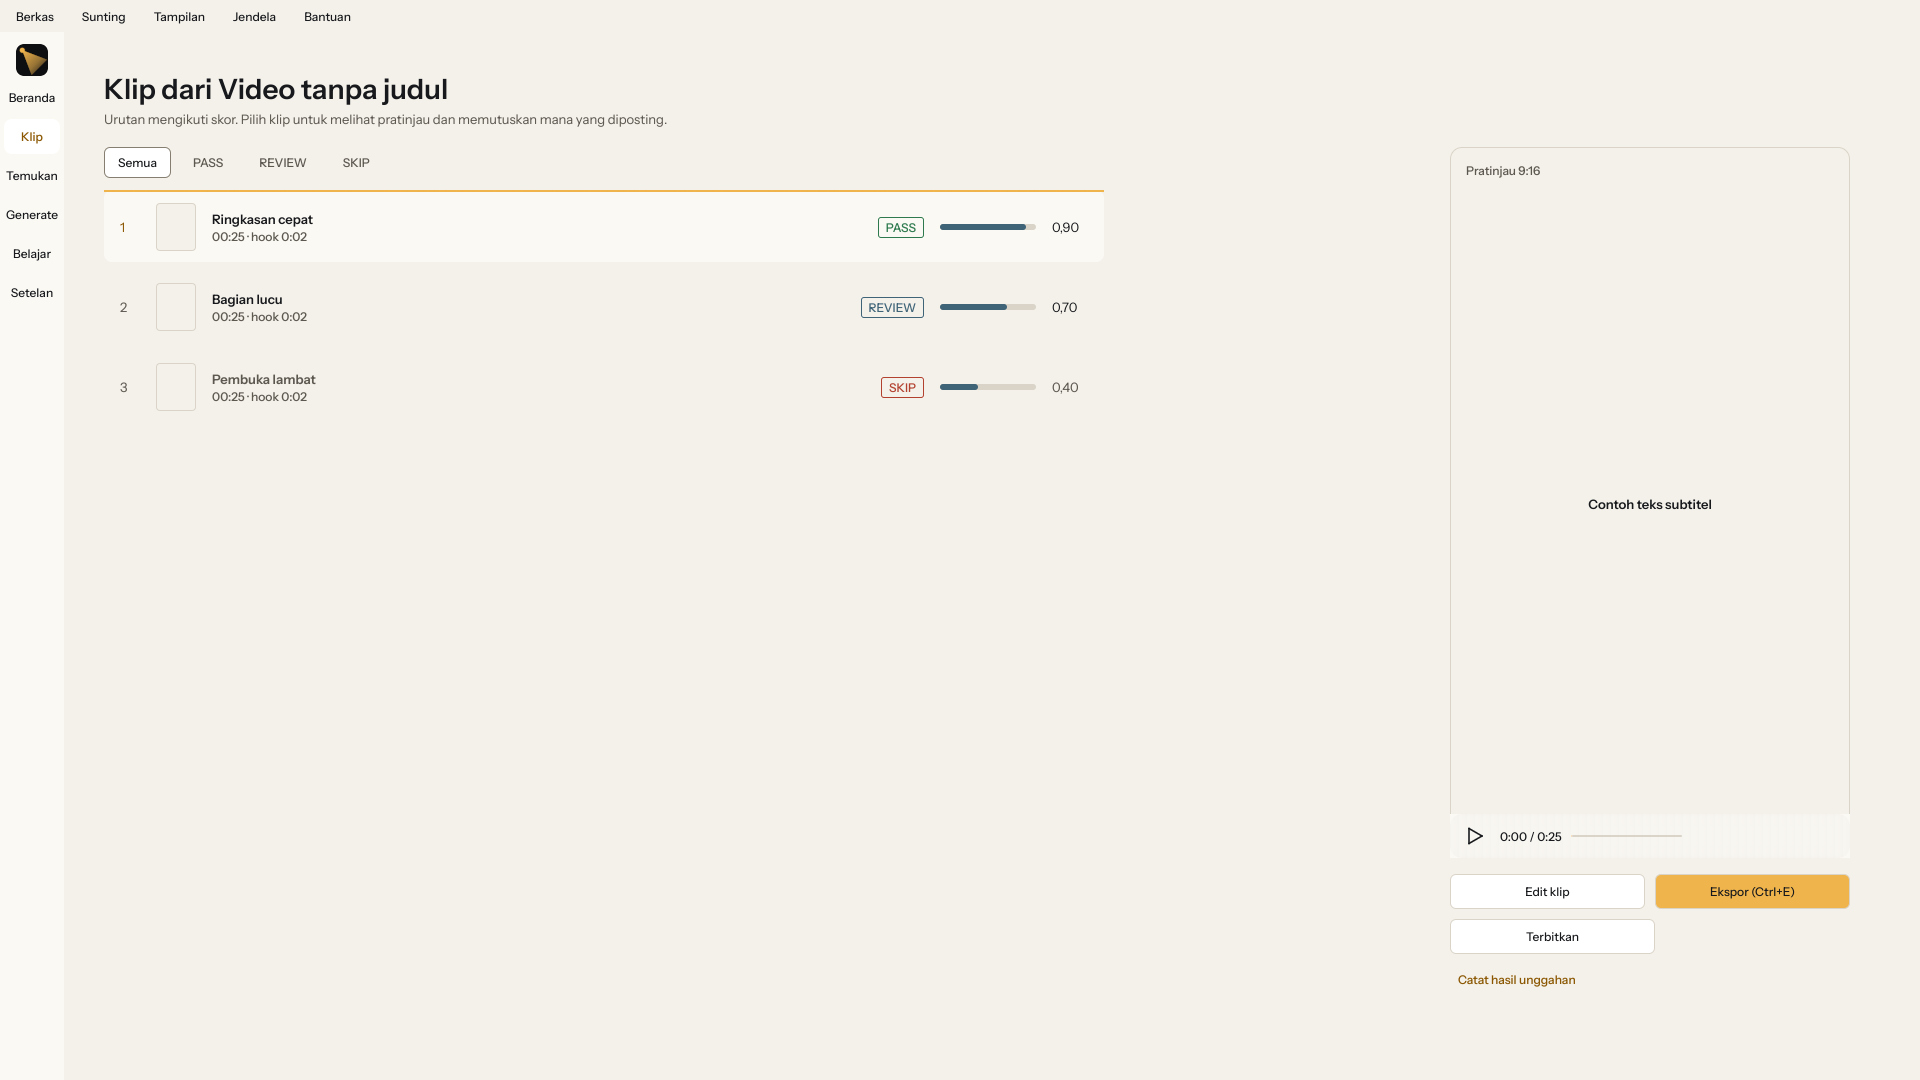 Berkas Sunting Tampilan Jendela Bantuan
Beranda
Klip
Temukan
Generate
Belajar
Setelan
Klip dari Video tanpa judul
Urutan mengikuti skor. Pilih klip untuk melihat pratinjau dan memutuskan mana yang diposting.
Semua PASS REVIEW SKIP
1 Ringkasan cepat
00:25 · hook 0:02
PASS 0,90
2 Bagian lucu
00:25 · hook 0:02
REVIEW 0,70
3 Pembuka lambat
00:25 · hook 0:02
SKIP 0,40
Pratinjau 9:16
Contoh teks subtitel
0:00 / 0:25
Edit klip Ekspor (Ctrl+E)
Terbitkan
Catat hasil unggahan